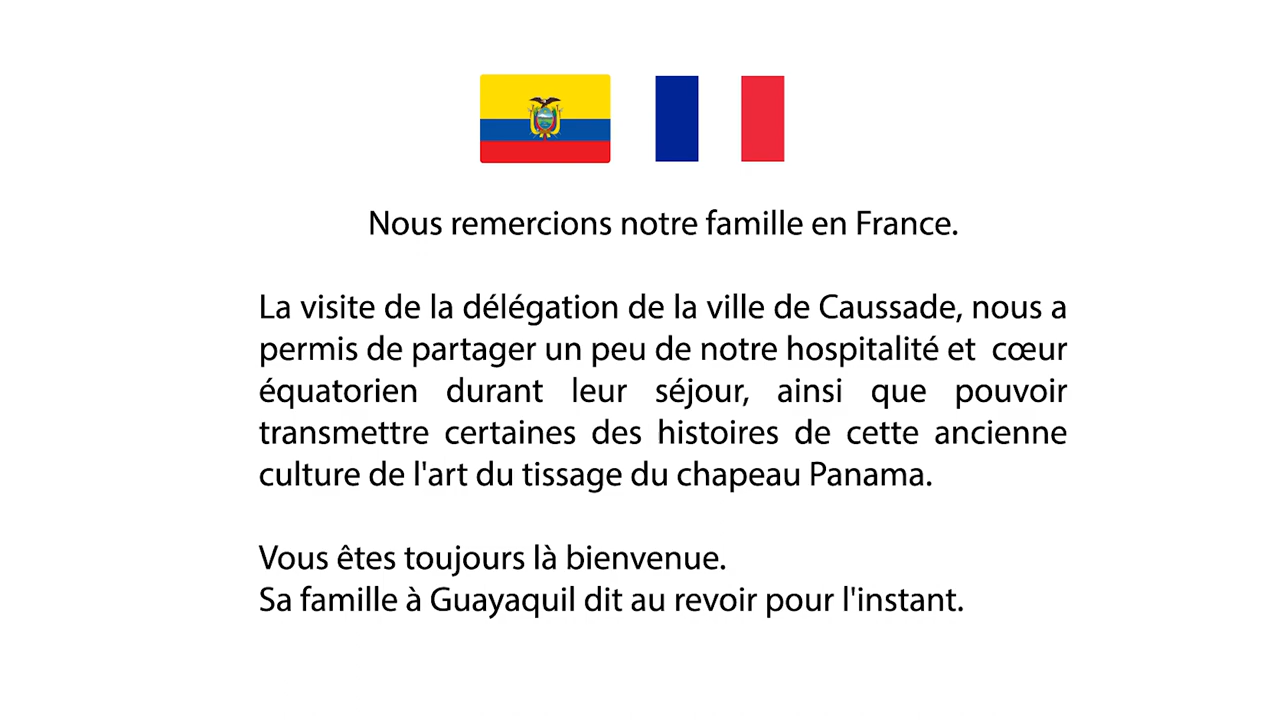 Nous remercions notre famille en France.
La visite de la délégation de la ville de Caussade, nous a
permis de partager un peu de notre hospitalité et cœur
équatorien durant leur séjour, ainsi que pouvoir
transmettre certaines des histoires de cette ancienne
culture de l'art du tissage du chapeau Panama.
Vous êtes toujours là bienvenue.
Sa famille à Guayaquil dit au revoir pour l'instant.